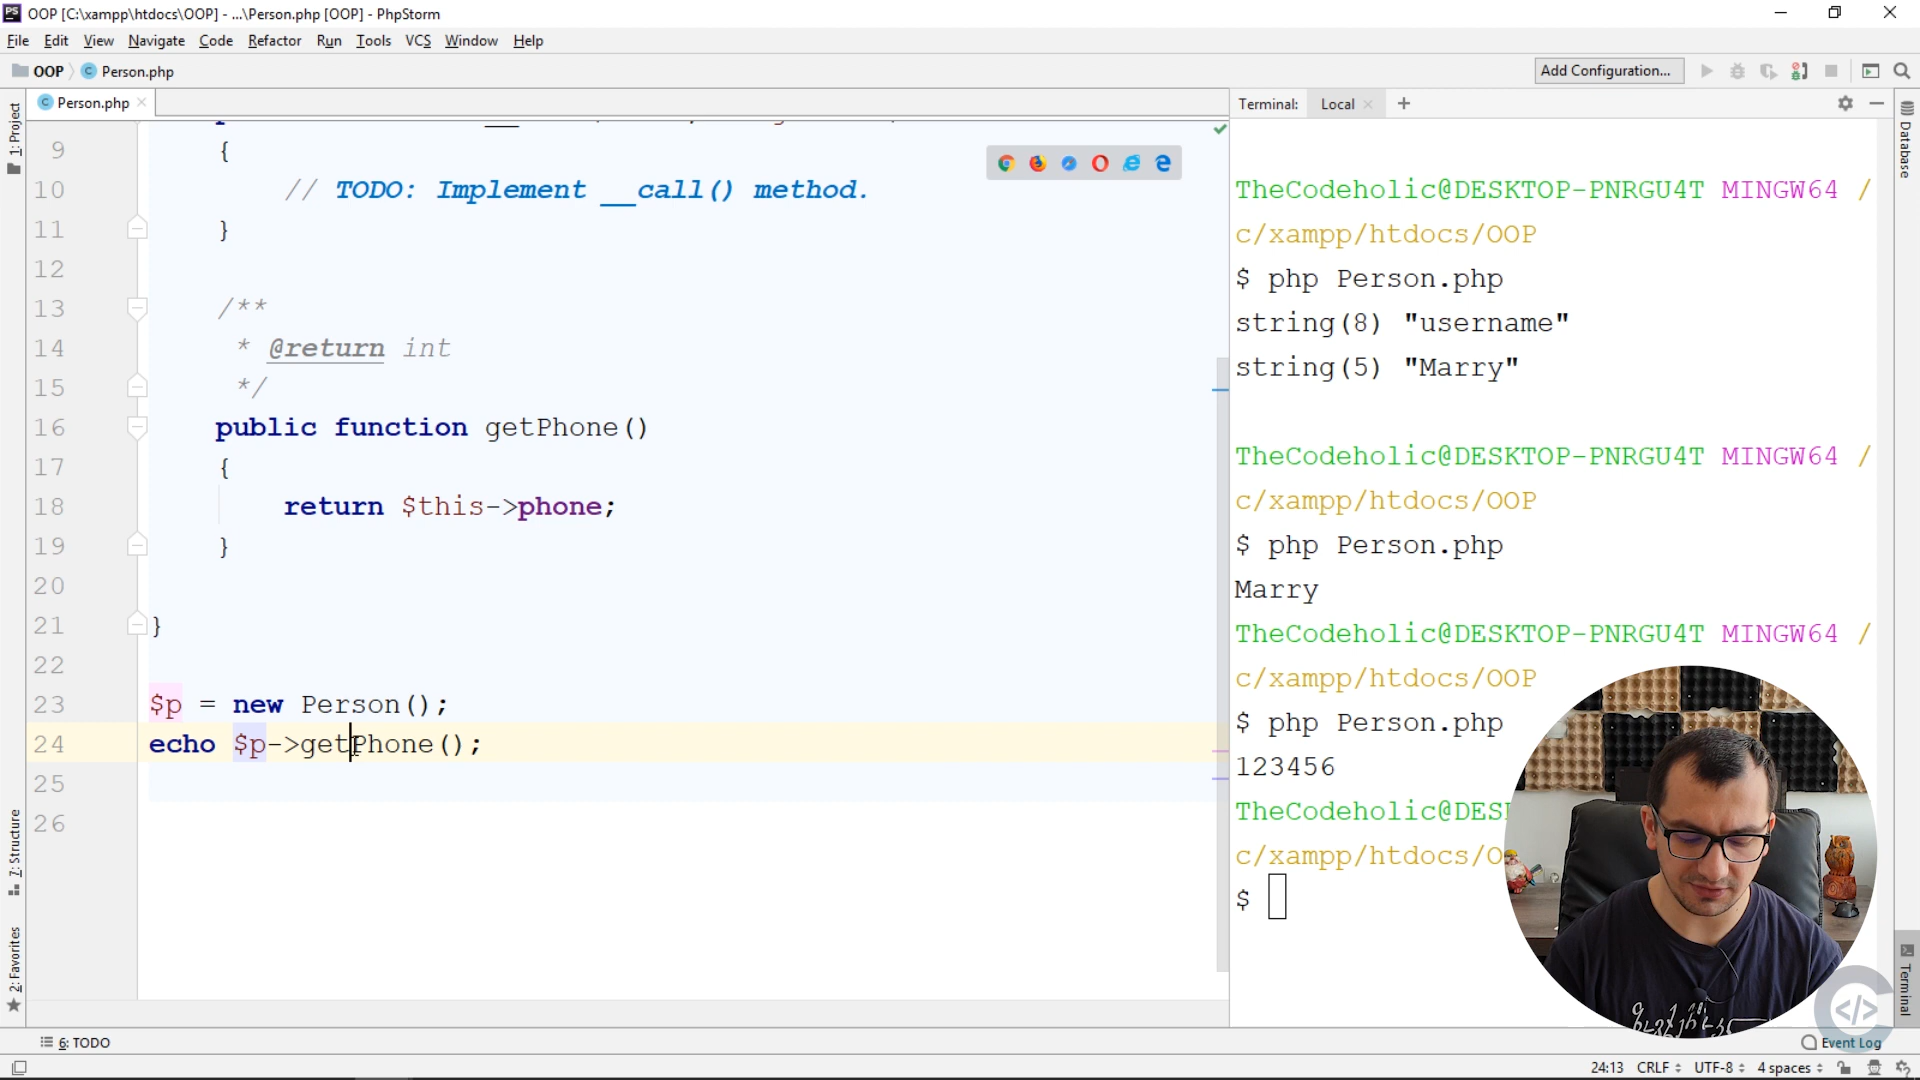 OOP [C:\xampp\htdocs\OOP] - ...\Person.php [OOP] - PhpStorm
File Edit View Navigate Code Refactor Run Tools VCS Window Help
OOP Person.php
Add Configuration...
Person.php
Terminal: Local
1: Project
Database
9 {
10 // TODO: Implement __call() method.
11 }
12
13 /**
14 * @return int
15 */
16 public function getPhone()
17 {
18 return $this->phone;
19 }
20
21 }
22
23 $p = new Person();
24 echo $p->getPhone();
25
26
TheCodeholic@DESKTOP-PNRGU4T MINGW64 /
c/xampp/htdocs/OOP
$ php Person.php
string(8) "username"
string(5) "Marry"
TheCodeholic@DESKTOP-PNRGU4T MINGW64 /
c/xampp/htdocs/OOP
$ php Person.php
Marry
TheCodeholic@DESKTOP-PNRGU4T MINGW64 /
c/xampp/htdocs/OOP
$ php Person.php
123456
TheCodeholic@DES
c/xampp/htdocs/O
$
7: Structure
2: Favorites
Terminal
</>
6: TODO
Event Log
24:13 CRLF UTF-8 4 spaces